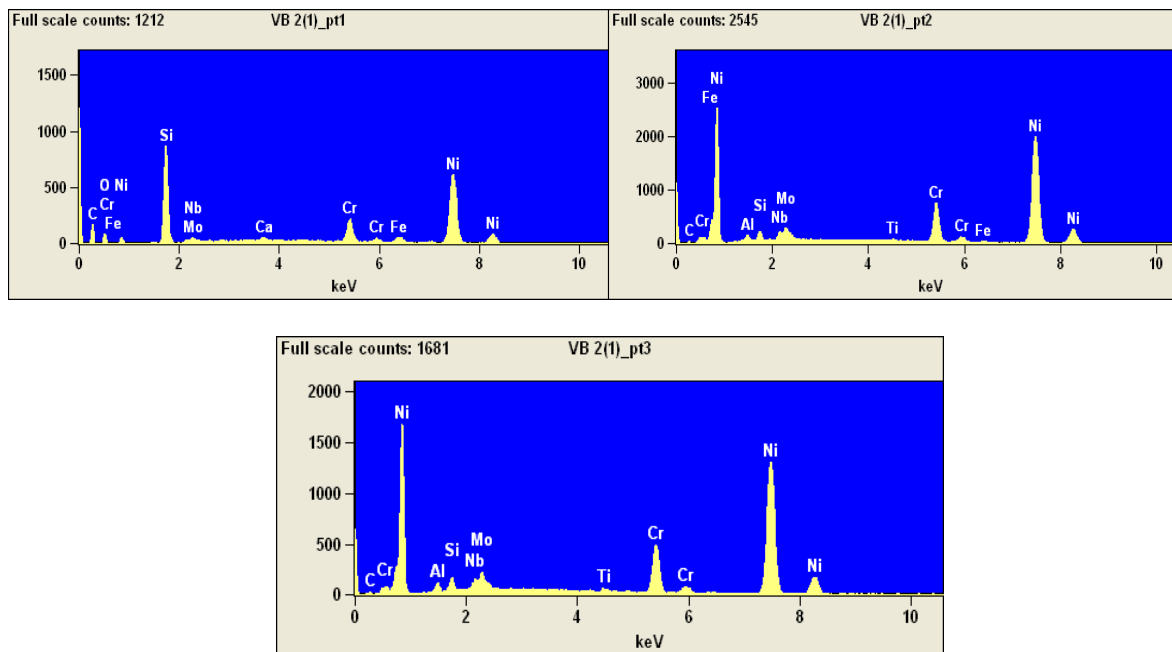 Full scale counts: 1212 VB 2(1)_pt1
1500
1000
500
0
Si
O Ni
Cr
C Fe
Nb
Mo
Ca
Cr
Cr Fe
Ni
Ni
0 2 4 6 8 10
keV
Full scale counts: 2545 VB 2(1)_pt2
3000
2000
1000
0
Ni
Fe
C Cr
Al
Si
Mo
Nb
Ti
Cr
Cr
Fe
Ni
Ni
0 2 4 6 8 10
keV
Full scale counts: 1681 VB 2(1)_pt3
2000
1500
1000
500
0
Ni
C Cr
Al
Si
Mo
Nb
Ti
Cr
Cr
Ni
Ni
0 2 4 6 8 10
keV